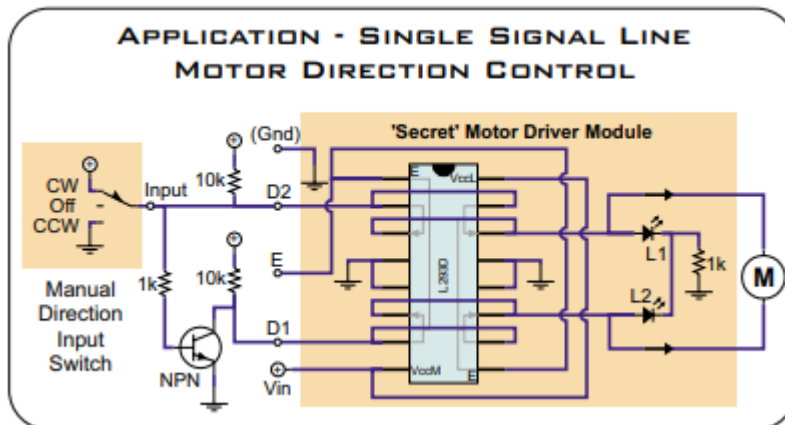 APPLICATION - SINGLE SIGNAL LINE
MOTOR DIRECTION CONTROL
'Secret' Motor Driver Module
(Gnd)
CW
Off
CCW
Input
10k
D2
E
1k
10k
D1
NPN
Vin
Manual
Direction
Input
Switch
E
VccL
L293D
VccM
E
L1
L2
1k
M